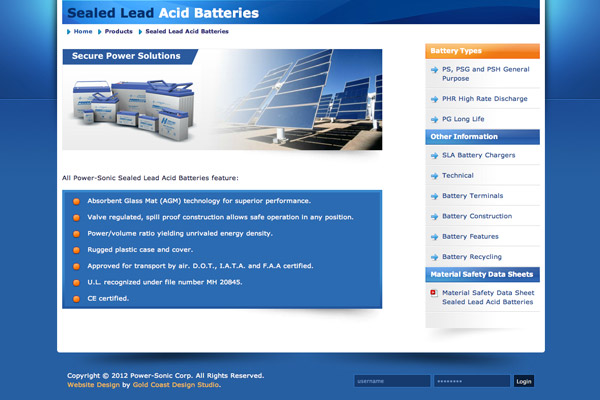 Sealed Lead Acid Batteries
Home Products Sealed Lead Acid Batteries
Secure Power Solutions
All Power-Sonic Sealed Lead Acid Batteries feature:
Absorbent Glass Mat (AGM) technology for superior performance.
Valve regulated, spill proof construction allows safe operation in any position.
Power/volume ratio yielding unrivaled energy density.
Rugged plastic case and cover.
Approved for transport by air. D.O.T., I.A.T.A. and F.A.A certified.
U.L. recognized under file number MH 20845.
CE certified.
Battery Types
PS, PSG and PSH General
Purpose
PHR High Rate Discharge
PG Long Life
Other Information
SLA Battery Chargers
Technical
Battery Terminals
Battery Construction
Battery Features
Battery Recycling
Material Safety Data Sheets
Material Safety Data Sheet
Sealed Lead Acid Batteries
Copyright © 2012 Power-Sonic Corp. All Rights Reserved.
Website Design by Gold Coast Design Studio.
username
••••••••
Login